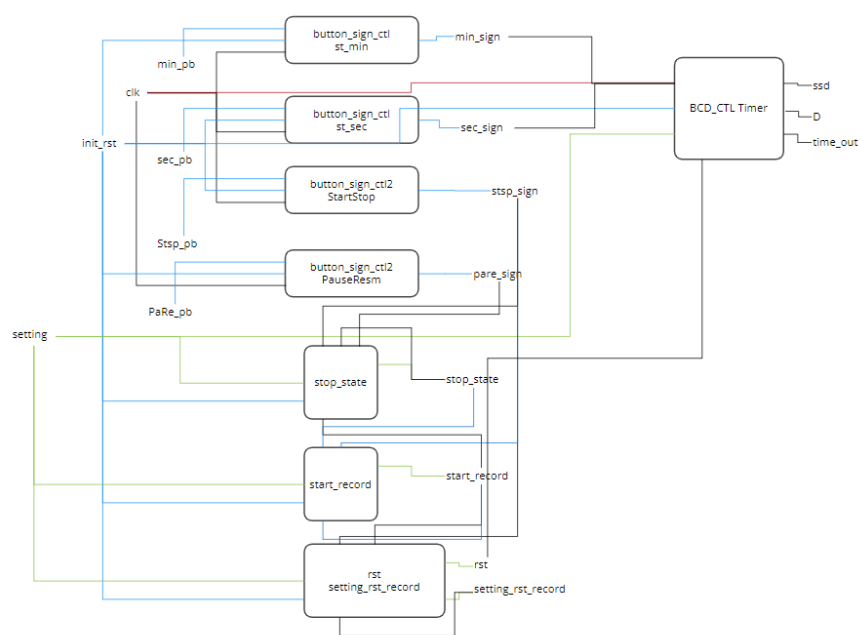 button_sign_ctl
st_min
min_sign
min_pb
clk
ssd
BCD_CTL Timer
D
button_sign_ctl
st_sec
sec_sign
init_rst
time_out
sec_pb
button_sign_ctl2
StartStop
stsp_sign
Stsp_pb
button_sign_ctl2
PauseResm
pare_sign
PaRe_pb
setting
stop_state
stop_state
start_record
start_record
rst
rst
setting_rst_record
setting_rst_record